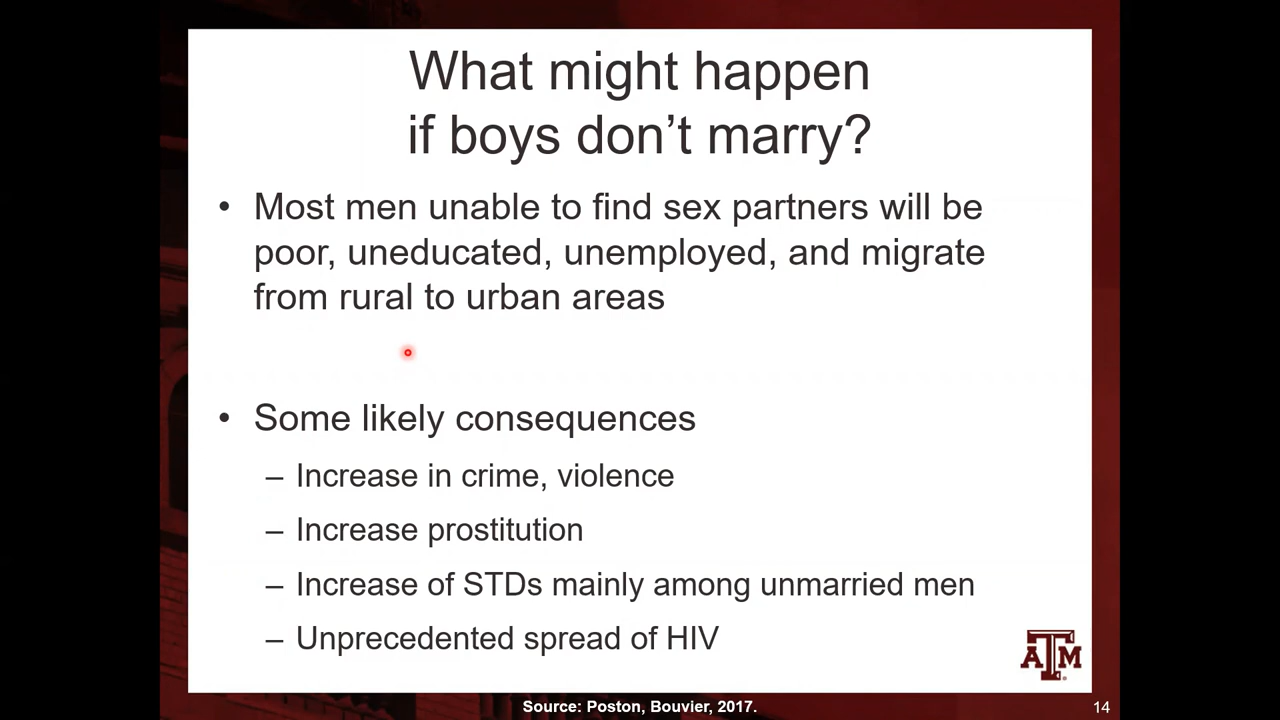 What might happen
if boys don’t marry?
• Most men unable to find sex partners will be
poor, uneducated, unemployed, and migrate
from rural to urban areas
• Some likely consequences
– Increase in crime, violence
– Increase prostitution
– Increase of STDs mainly among unmarried men
– Unprecedented spread of HIV
ATM
Source: Poston, Bouvier, 2017.
14